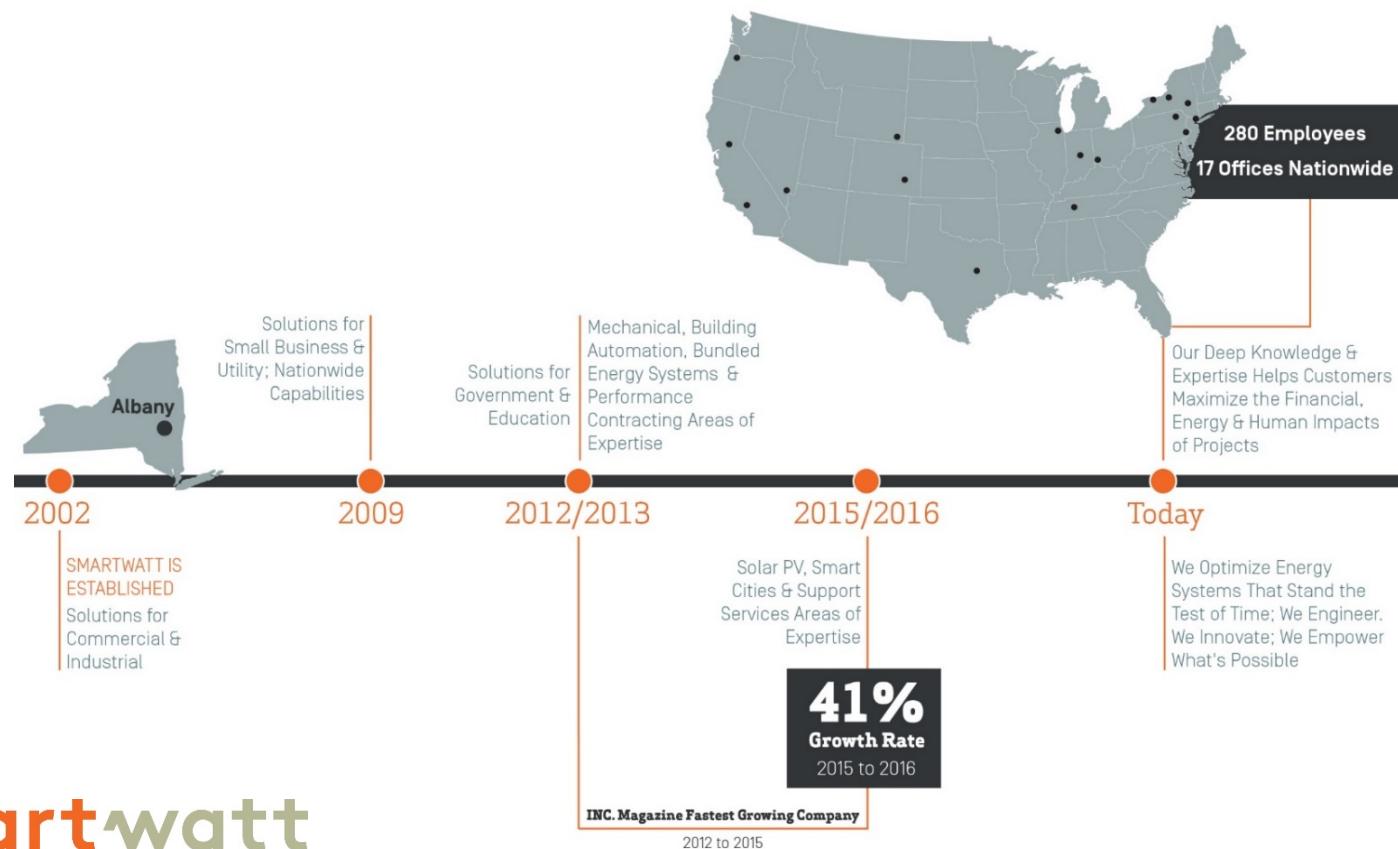 280 Employees
17 Offices Nationwide
Albany
Solutions for
Small Business &
Utility; Nationwide
Capabilities
Solutions for
Government &
Education
Mechanical, Building
Automation, Bundled
Energy Systems &
Performance
Contracting Areas of
Expertise
Our Deep Knowledge &
Expertise Helps Customers
Maximize the Financial,
Energy & Human Impacts
of Projects
2002
2009
2012/2013
2015/2016
Today
SMARTWATT IS
ESTABLISHED
Solutions for
Commercial &
Industrial
Solar PV, Smart
Cities & Support
Services Areas of
Expertise
We Optimize Energy
Systems That Stand the
Test of Time; We Engineer.
We Innovate; We Empower
What's Possible
41%
Growth Rate
2015 to 2016
INC. Magazine Fastest Growing Company
2012 to 2015
artwatt